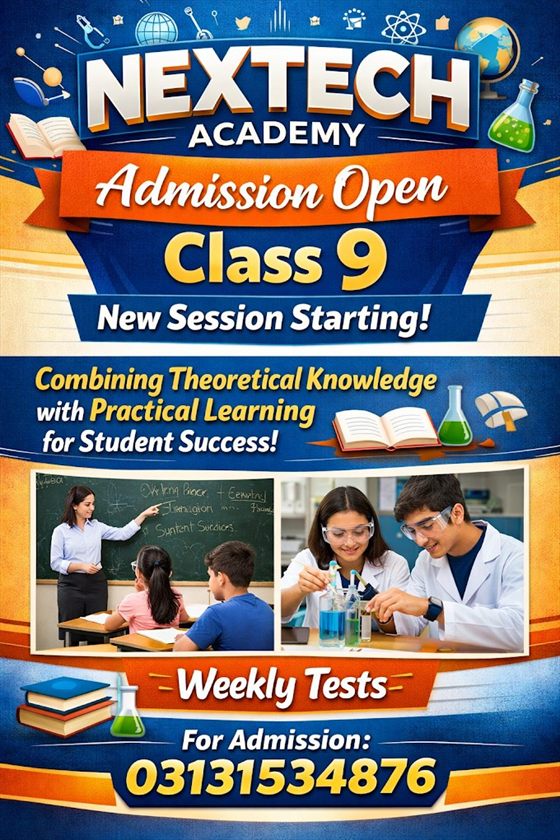 NEXTECH
ACADEMY
Admission Open
Class 9
New Session Starting!
Combining Theoretical Knowledge
with Practical Learning
for Student Success!
Weekly Tests
For Admission:
03131534876